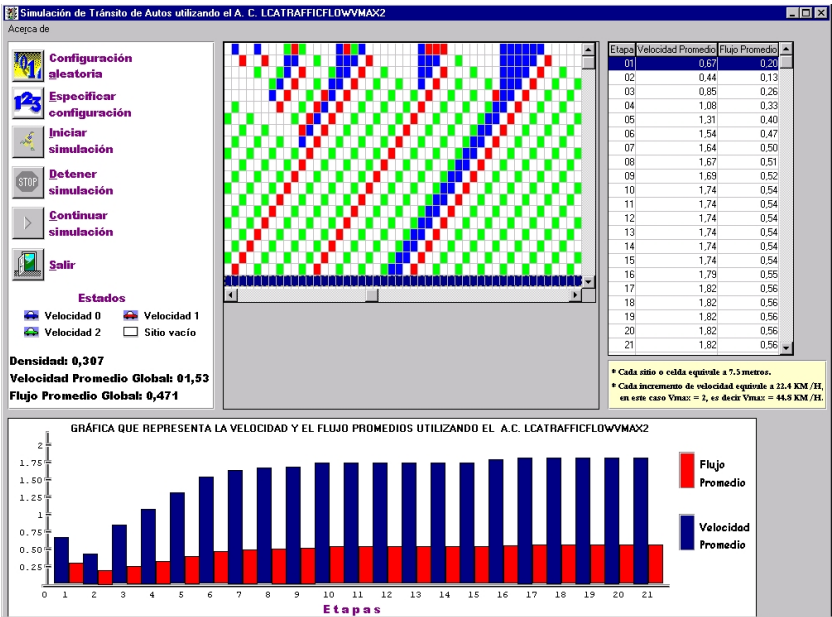 Simulación de Tránsito de Autos utilizando el A. C. LCATRAFFICFLOWVMAX2
Acerca de
Configuración
aleatoria
Especificar
configuración
Iniciar
simulación
STOP
Detener
simulación
Continuar
simulación
Salir
Estados
Velocidad 0
Velocidad 1
Velocidad 2
Sitio vacío
Densidad: 0,307
Velocidad Promedio Global: 01,53
Flujo Promedio Global: 0,471
Etapa Velocidad Promedio Flujo Promedio
01 0,67 0,20
02 0,44 0,13
03 0,85 0,26
04 1,08 0,33
05 1,31 0,40
06 1,54 0,47
07 1,64 0,50
08 1,67 0,51
09 1,69 0,52
10 1,74 0,54
11 1,74 0,54
12 1,74 0,54
13 1,74 0,54
14 1,74 0,54
15 1,74 0,54
16 1,79 0,55
17 1,82 0,56
18 1,82 0,56
19 1,82 0,56
20 1,82 0,56
21 1,82 0,56
* Cada sitio o celda equivale a 7.5 metros.
* Cada incremento de velocidad equivale a 22.4 KM /H,
en este caso Vmax = 2, es decir Vmax = 44.8 KM /H.
GRÁFICA QUE REPRESENTA LA VELOCIDAD Y EL FLUJO PROMEDIOS UTILIZANDO EL A.C. LCATRAFFICFLOWVMAX2
2
1.75
1.50
1.25
1
0.75
0.50
0.25
0 1 2 3 4 5 6 7 8 9 10 11 12 13 14 15 16 17 18 19 20 21
Etapas
Flujo
Promedio
Velocidad
Promedio